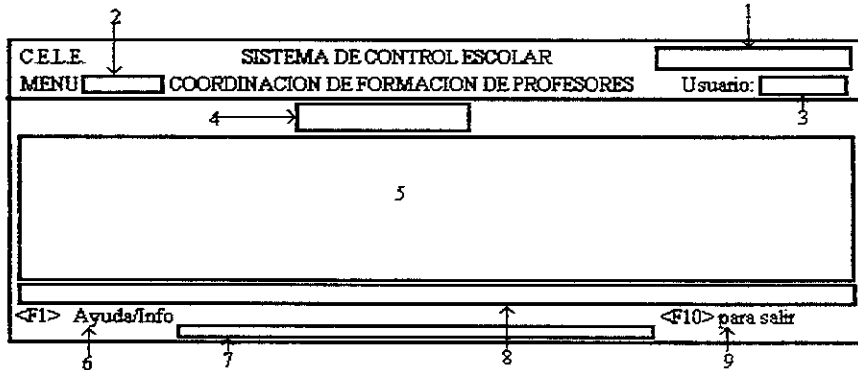 2 1
C.E.L.E. SISTEMA DE CONTROL ESCOLAR
MENU COORDINACION DE FORMACION DE PROFESORES Usuario:
4 3
5
<F1> Ayuda/Info <F10> para salir
6 7 8 9